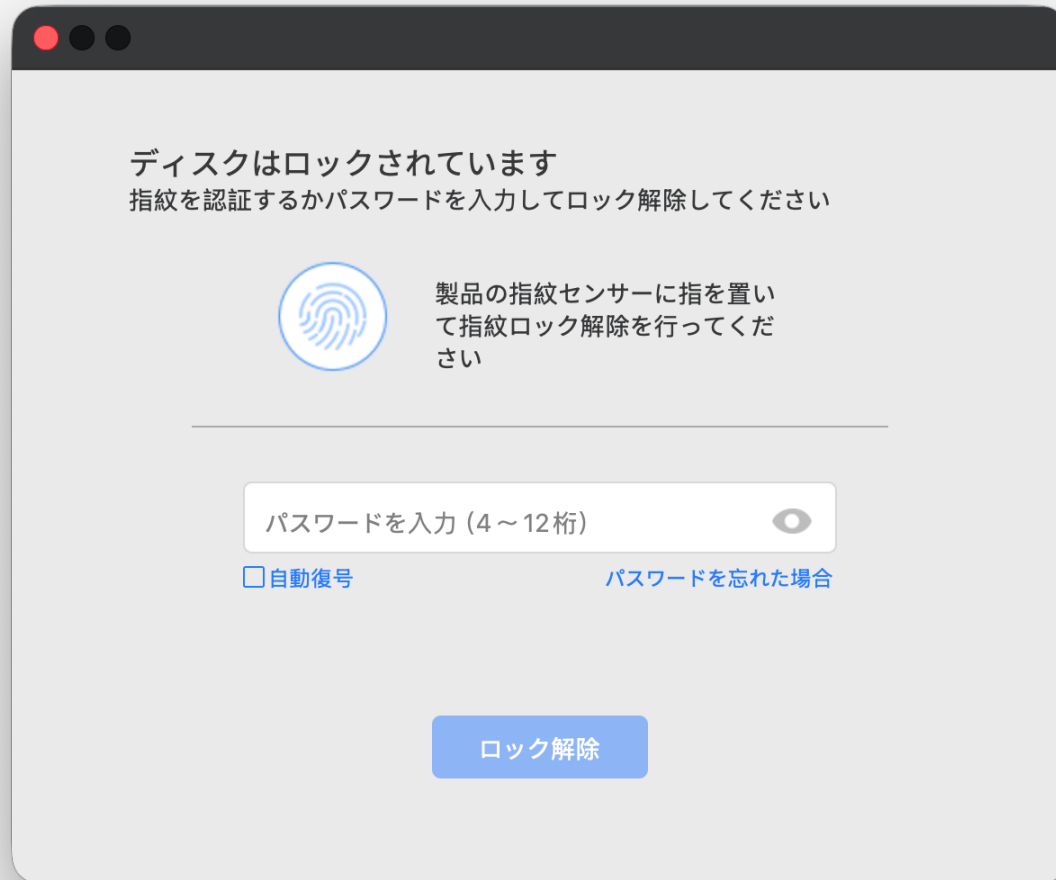 ディスクはロックされています
指紋を認証するかパスワードを入力してロック解除してください
製品の指紋センサーに指を置い
て指紋ロック解除を行ってくだ
さい
パスワードを入力 (4～12桁)
自動復号
パスワードを忘れた場合
ロック解除